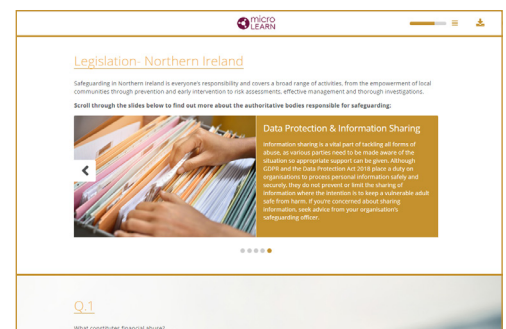 micro
LEARN
Legislation- Northern Ireland
Safeguarding in Northern Ireland is everyone's responsibility and covers a broad range of activities, from the empowerment of local
communities through prevention and early intervention to risk assessments, effective management and thorough investigations.
Scroll through the slides below to find out more about the authoritative bodies responsible for safeguarding:
Data Protection & Information Sharing
Information sharing is a vital part of tackling all forms of
abuse, as various parties need to be made aware of the
situation so appropriate support can be given. Although
GDPR and the Data Protection Act 2018 place a duty on
organisations to process personal information safely and
securely, they do not prevent or limit the sharing of
information where the intention is to keep a vulnerable adult
safe from harm. If you're concerned about sharing
information, seek advice from your organisation's
safeguarding officer.
Q.1
What constitutes financial abuse?